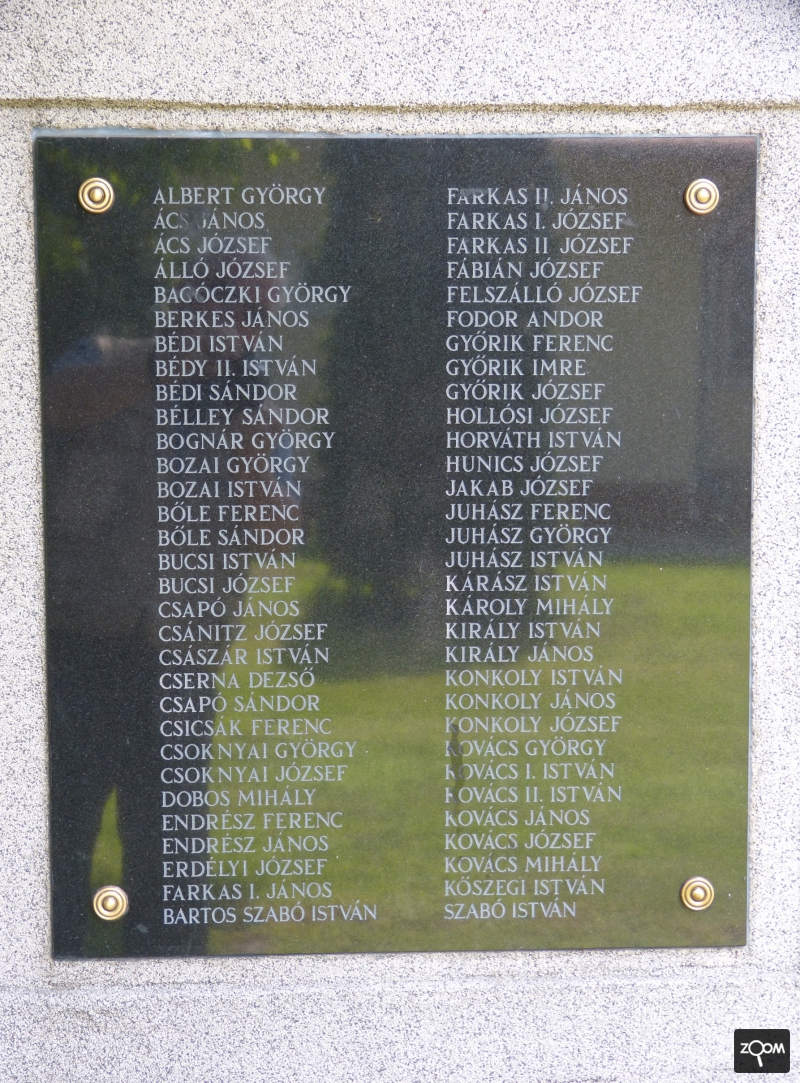 ALBERT GYÖRGY
ÁCS JÁNOS
ÁCS JÓZSEF
ÁLLÓ JÓZSEF
BAGÓCZKI GYÖRGY
BERKES JÁNOS
BÉDI ISTVÁN
BÉDY II. ISTVÁN
BÉDI SÁNDOR
BÉLLEY SÁNDOR
BOGNÁR GYÖRGY
BOZAI GYÖRGY
BOZAI ISTVÁN
BŐLE FERENC
BŐLE SÁNDOR
BUCSI ISTVÁN
BUCSI JÓZSEF
CSAPÓ JÁNOS
CSÁNITZ JÓZSEF
CSÁSZÁR ISTVÁN
CSERNA DEZSŐ
CSAPÓ SÁNDOR
CSICSÁK FERENC
CSOKNYAI GYÖRGY
CSOKNYAI JÓZSEF
DOBOS MIHÁLY
ENDRÉSZ FERENC
ENDRÉSZ JÁNOS
ERDÉLYI JÓZSEF
FARKAS I. JÁNOS
BARTOS SZABÓ ISTVÁN
FARKAS II. JÁNOS
FARKAS I. JÓZSEF
FARKAS II. JÓZSEF
FÁBIÁN JÓZSEF
FELSZÁLLÓ JÓZSEF
FODOR ANDOR
GYŐRIK FERENC
GYŐRIK IMRE
GYŐRIK JÓZSEF
HOLLÓSI JÓZSEF
HORVÁTH ISTVÁN
HUNICS JÓZSEF
JAKAB JÓZSEF
JUHÁSZ FERENC
JUHÁSZ GYÖRGY
JUHÁSZ ISTVÁN
KÁRÁSZ ISTVÁN
KÁROLY MIHÁLY
KIRÁLY ISTVÁN
KIRÁLY JÁNOS
KONKOLY ISTVÁN
KONKOLY JÁNOS
KONKOLY JÓZSEF
KOVÁCS GYÖRGY
KOVÁCS I. ISTVÁN
KOVÁCS II. ISTVÁN
KOVÁCS JÁNOS
KOVÁCS JÓZSEF
KOVÁCS MIHÁLY
KŐSZEGI ISTVÁN
SZABÓ ISTVÁN
ZOOM